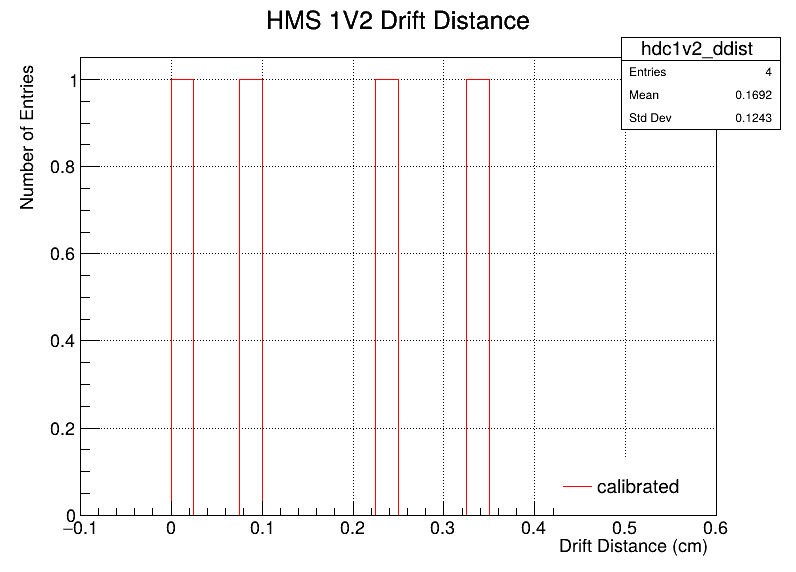 HMS 1V2 Drift Distance
hdc1v2_ddist
Entries 4
Mean 0.1692
Std Dev 0.1243
Number of Entries
1
0.8
0.6
0.4
0.2
0
calibrated
−0.1 0 0.1 0.2 0.3 0.4 0.5 0.6
Drift Distance (cm)